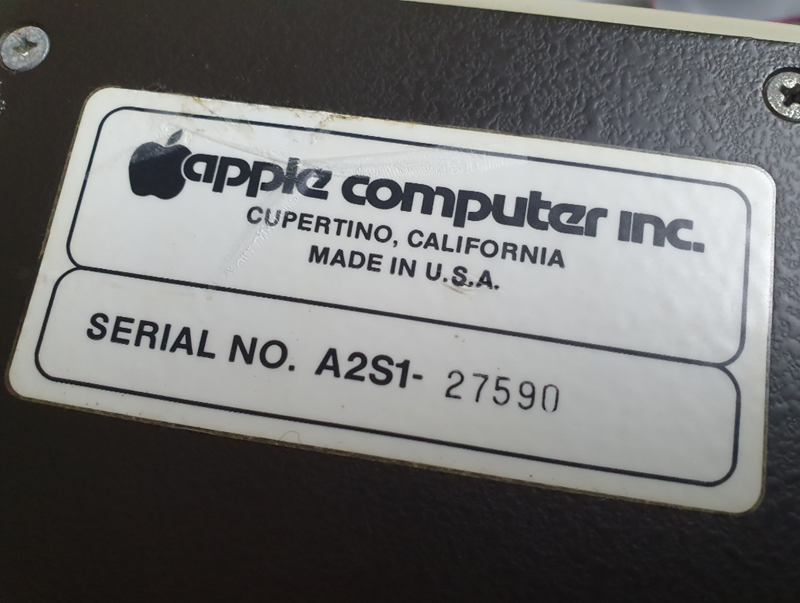 apple computer inc.
CUPERTINO, CALIFORNIA
MADE IN U.S.A.
SERIAL NO. A2S1- 27590